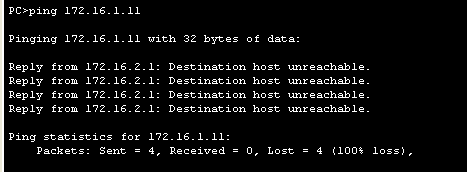 PC>ping 172.16.1.11
Pinging 172.16.1.11 with 32 bytes of data:
Reply from 172.16.2.1: Destination host unreachable.
Reply from 172.16.2.1: Destination host unreachable.
Reply from 172.16.2.1: Destination host unreachable.
Reply from 172.16.2.1: Destination host unreachable.
Ping statistics for 172.16.1.11:
Packets: Sent = 4, Received = 0, Lost = 4 (100% loss),